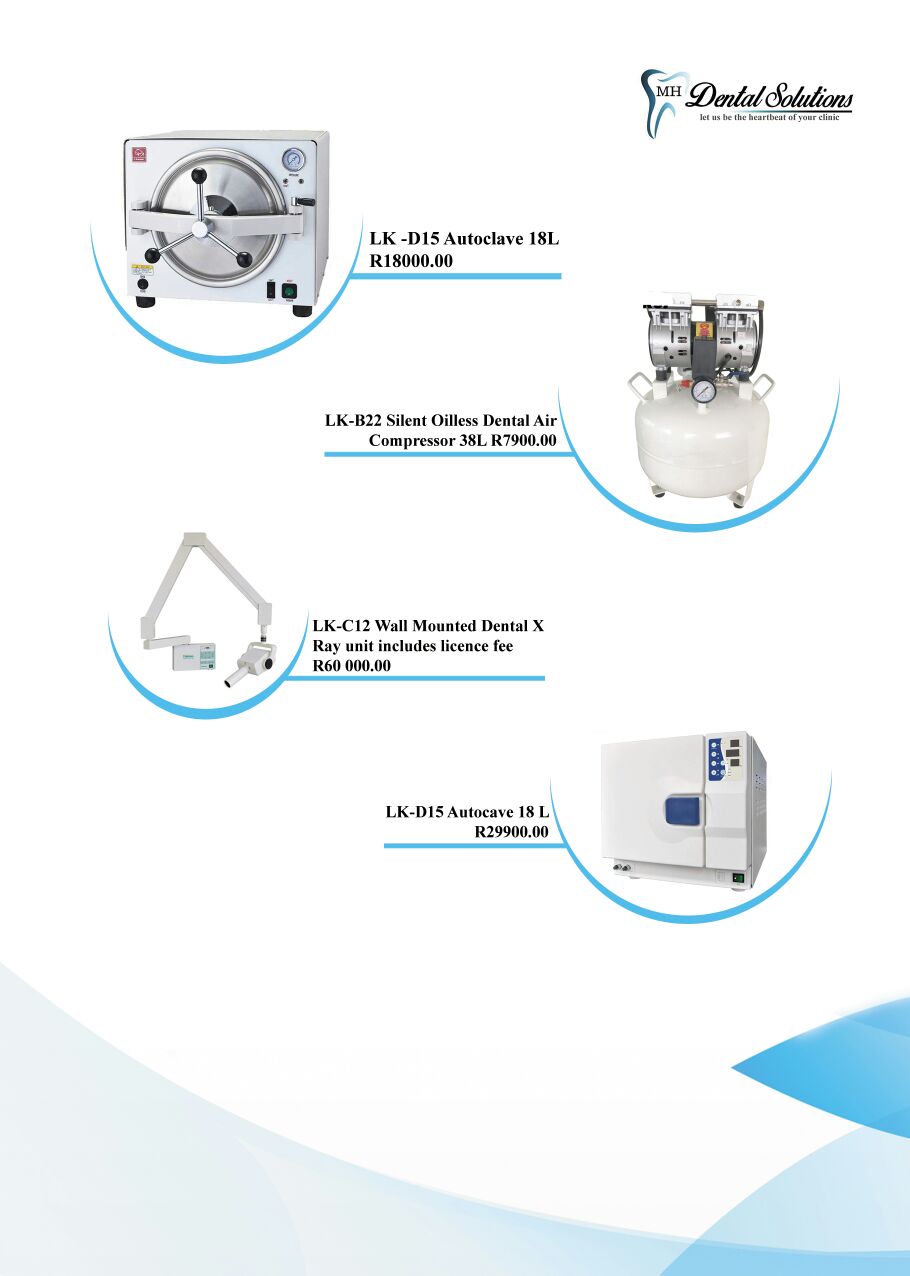 MH Dental Solutions
let us be the heartbeat of your clinic
LK -D15 Autoclave 18L
R18000.00
LK-B22 Silent Oilless Dental Air
Compressor 38L R7900.00
LK-C12 Wall Mounted Dental X
Ray unit includes licence fee
R60 000.00
LK-D15 Autocave 18 L
R29900.00